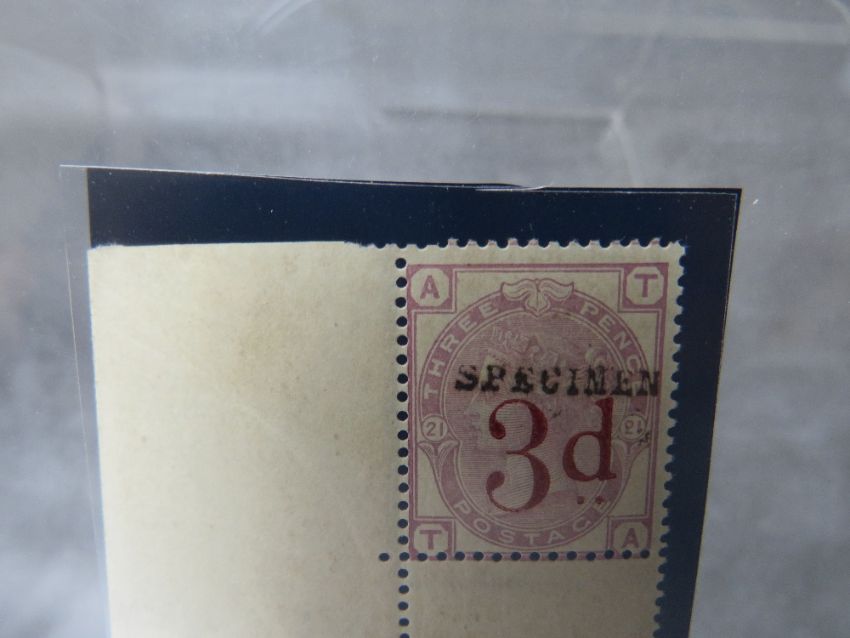 A T
THREE PENCE
SPECIMEN
21 21
3d
POSTAGE
T A